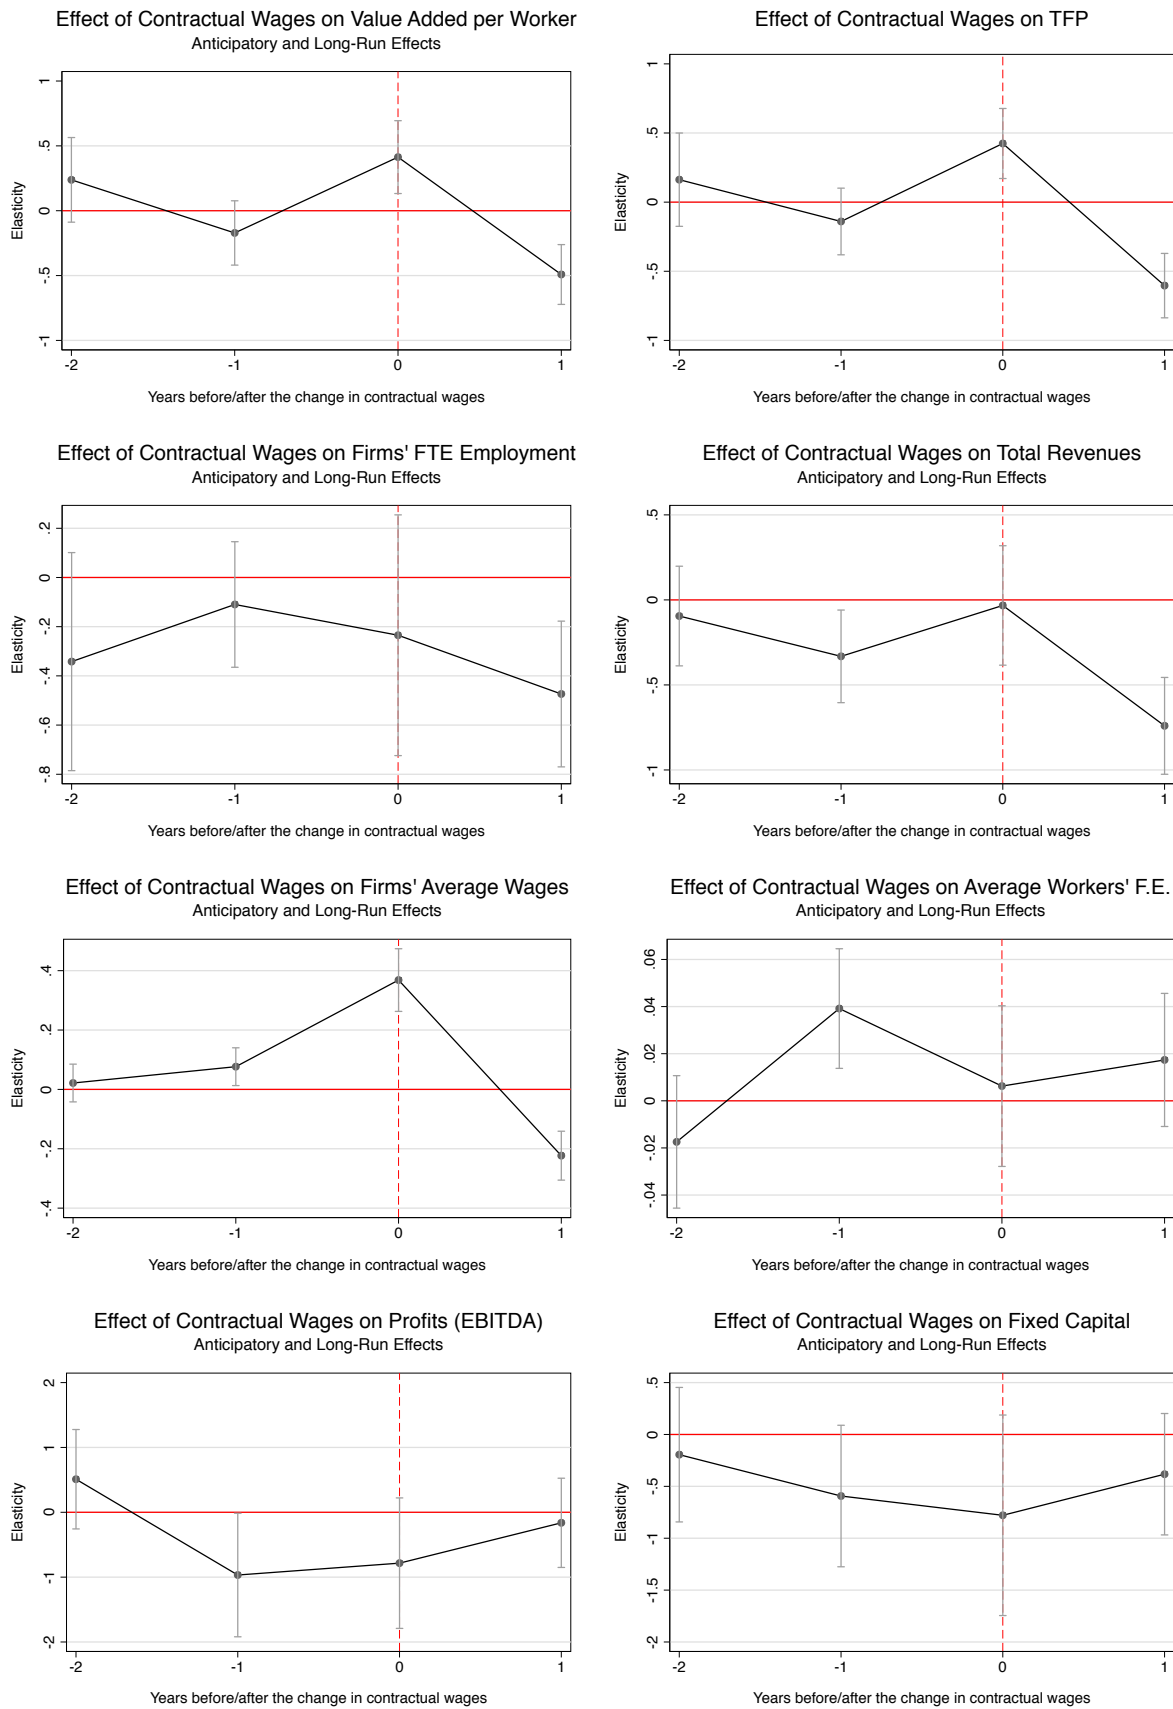 Effect of Contractual Wages on Value Added per Worker
Anticipatory and Long-Run Effects
1
.5
0
-.5
-1
Elasticity
-2 -1 0 1
Years before/after the change in contractual wages
Effect of Contractual Wages on TFP
1
.5
0
-.5
-1
Elasticity
-2 -1 0 1
Years before/after the change in contractual wages
Effect of Contractual Wages on Firms' FTE Employment
Anticipatory and Long-Run Effects
.2
0
-.2
-.4
-.6
-.8
Elasticity
-2 -1 0 1
Years before/after the change in contractual wages
Effect of Contractual Wages on Total Revenues
Anticipatory and Long-Run Effects
.5
0
-.5
-1
Elasticity
-2 -1 0 1
Years before/after the change in contractual wages
Effect of Contractual Wages on Firms' Average Wages
Anticipatory and Long-Run Effects
.4
.2
0
-.2
-.4
Elasticity
-2 -1 0 1
Years before/after the change in contractual wages
Effect of Contractual Wages on Average Workers' F.E.
Anticipatory and Long-Run Effects
.06
.04
.02
0
-.02
-.04
Elasticity
-2 -1 0 1
Years before/after the change in contractual wages
Effect of Contractual Wages on Profits (EBITDA)
Anticipatory and Long-Run Effects
2
1
0
-1
-2
Elasticity
-2 -1 0 1
Years before/after the change in contractual wages
Effect of Contractual Wages on Fixed Capital
Anticipatory and Long-Run Effects
.5
0
-.5
-1
-1.5
-2
Elasticity
-2 -1 0 1
Years before/after the change in contractual wages